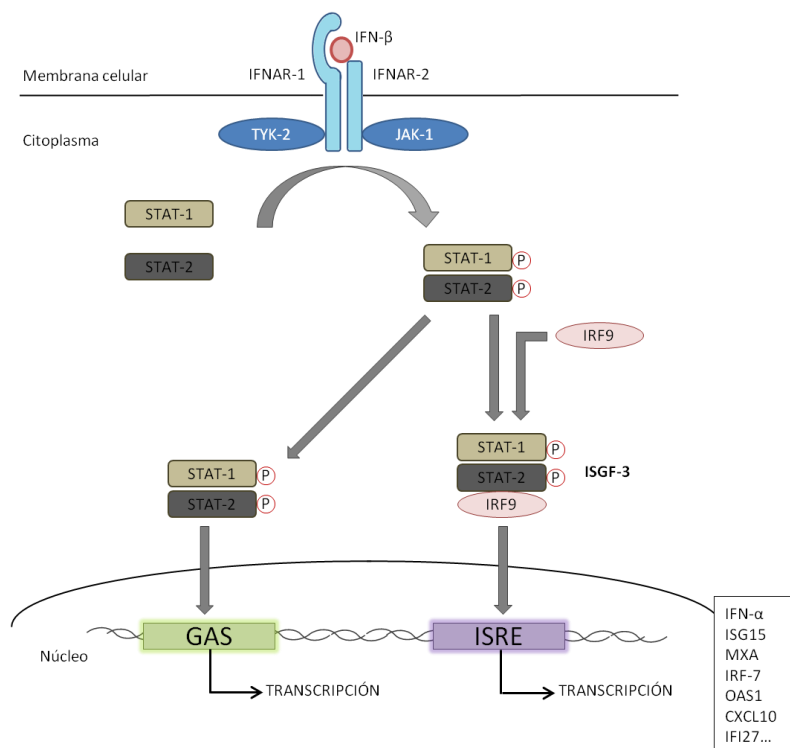 IFN-β
Membrana celular
IFNAR-1
IFNAR-2
Citoplasma
TYK-2
JAK-1
STAT-1
STAT-2
STAT-1
P
STAT-2
P
IRF9
STAT-1
P
STAT-2
P
IRF9
ISGF-3
STAT-1
P
STAT-2
P
Núcleo
GAS
ISRE
TRANSCRIPCIÓN
TRANSCRIPCIÓN
IFN-α
ISG15
MXA
IRF-7
OAS1
CXCL10
IFI27...